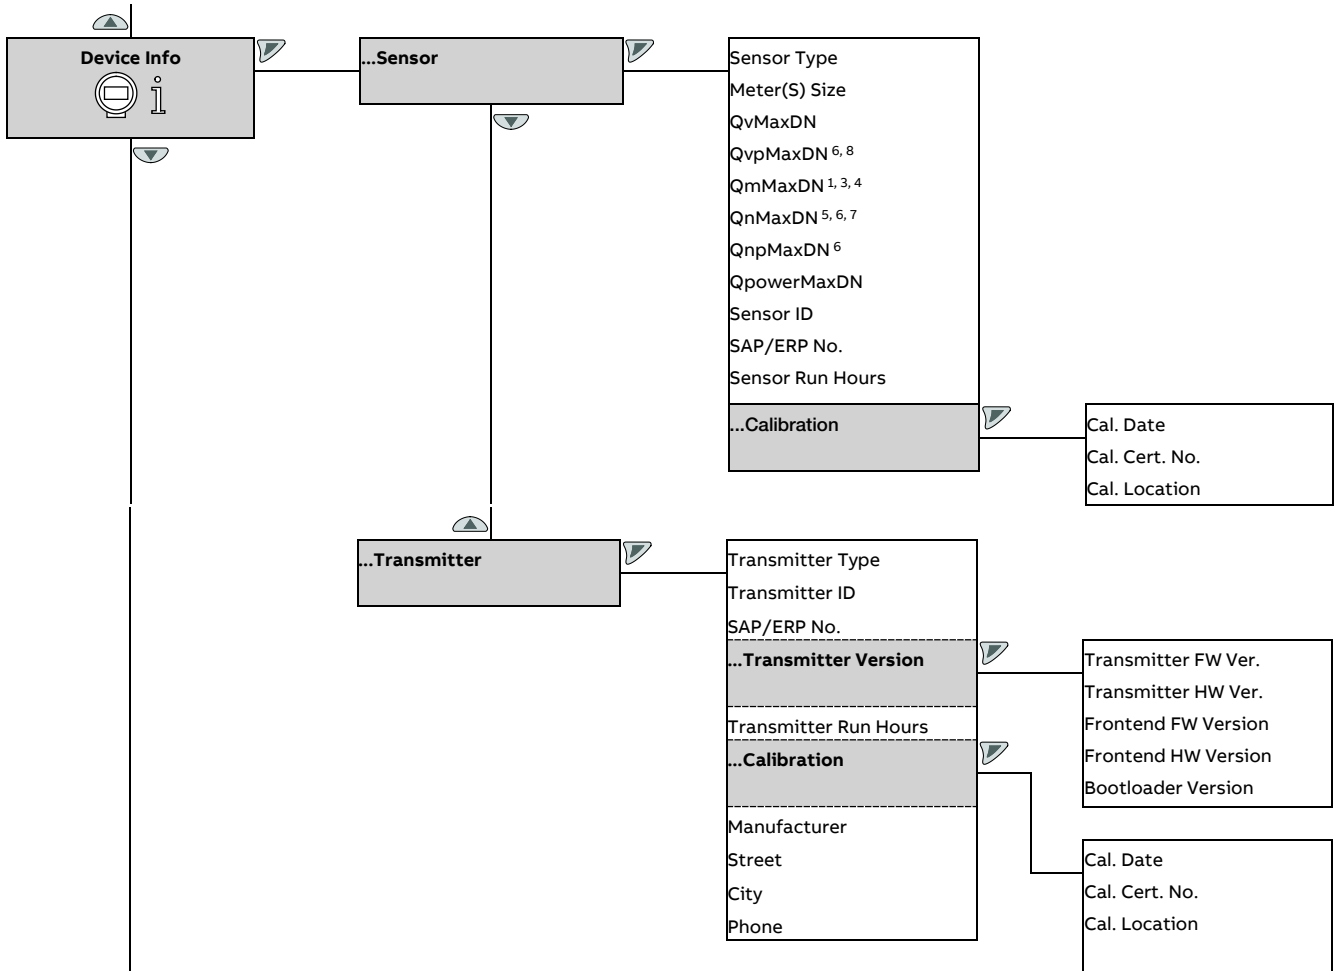 Device Info
i
...Sensor
Sensor Type
Meter(S) Size
QvMaxDN
QvpMaxDN 6, 8
QmMaxDN 1, 3, 4
QnMaxDN 5, 6, 7
QnpMaxDN 6
QpowerMaxDN
Sensor ID
SAP/ERP No.
Sensor Run Hours
...Calibration
Cal. Date
Cal. Cert. No.
Cal. Location
...Transmitter
Transmitter Type
Transmitter ID
SAP/ERP No.
...Transmitter Version
Transmitter FW Ver.
Transmitter HW Ver.
Frontend FW Version
Frontend HW Version
Bootloader Version
Transmitter Run Hours
...Calibration
Cal. Date
Cal. Cert. No.
Cal. Location
Manufacturer
Street
City
Phone